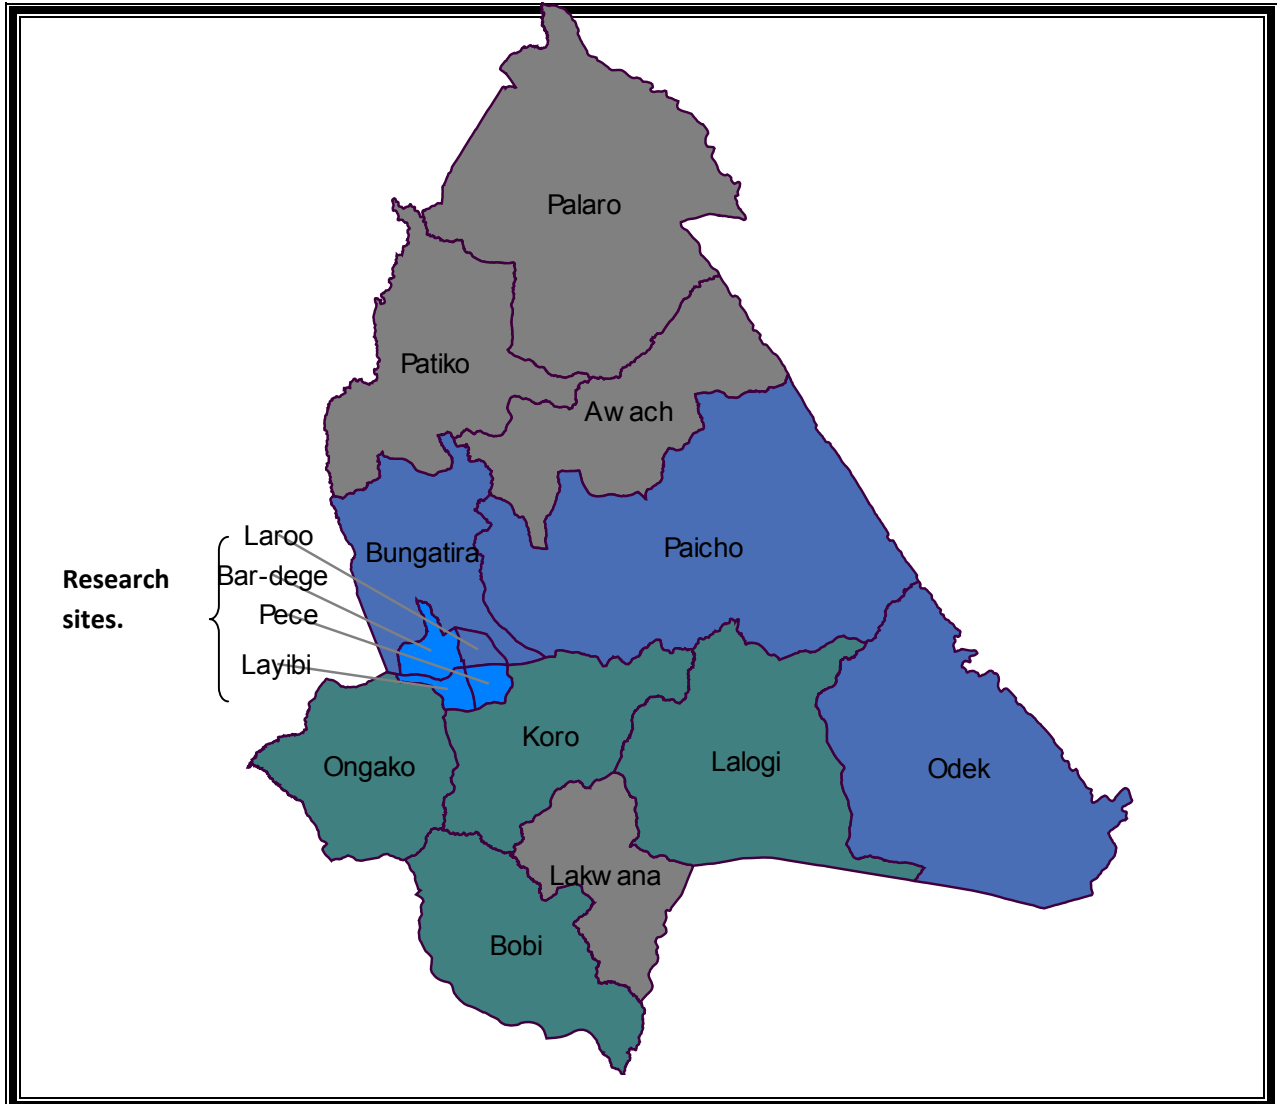 Palaro
Patiko
Aw ach
Laroo
Bungatira
Paicho
Bar-dege
Research
sites.
Pece
Layibi
Koro
Ongako
Lalogi
Odek
Lakw ana
Bobi